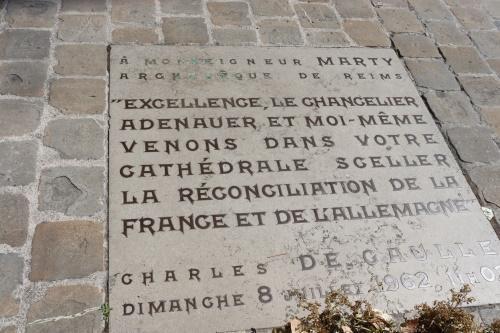 À MONSEIGNEUR MARTY
ARCHEVÊQUE DE REIMS
"EXCELLENCE, LE CHANCELIER
ADENAUER ET MOI-MÊME
VENONS DANS VOTRE
CATHÉDRALE SCELLER
LA RÉCONCILIATION DE LA
FRANCE ET DE L'ALLEMAGNE"
CHARLES DE GAULLE
DIMANCHE 8 JUILLET 1962,